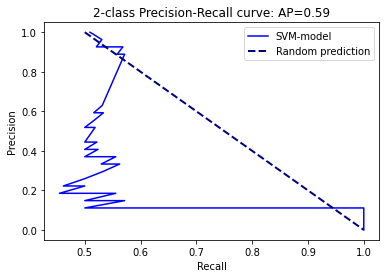 2-class Precision-Recall curve: AP=0.59
SVM-model
Random prediction
Precision
1.0
0.8
0.6
0.4
0.2
0.0
0.5
0.6
0.7
0.8
0.9
1.0
Recall